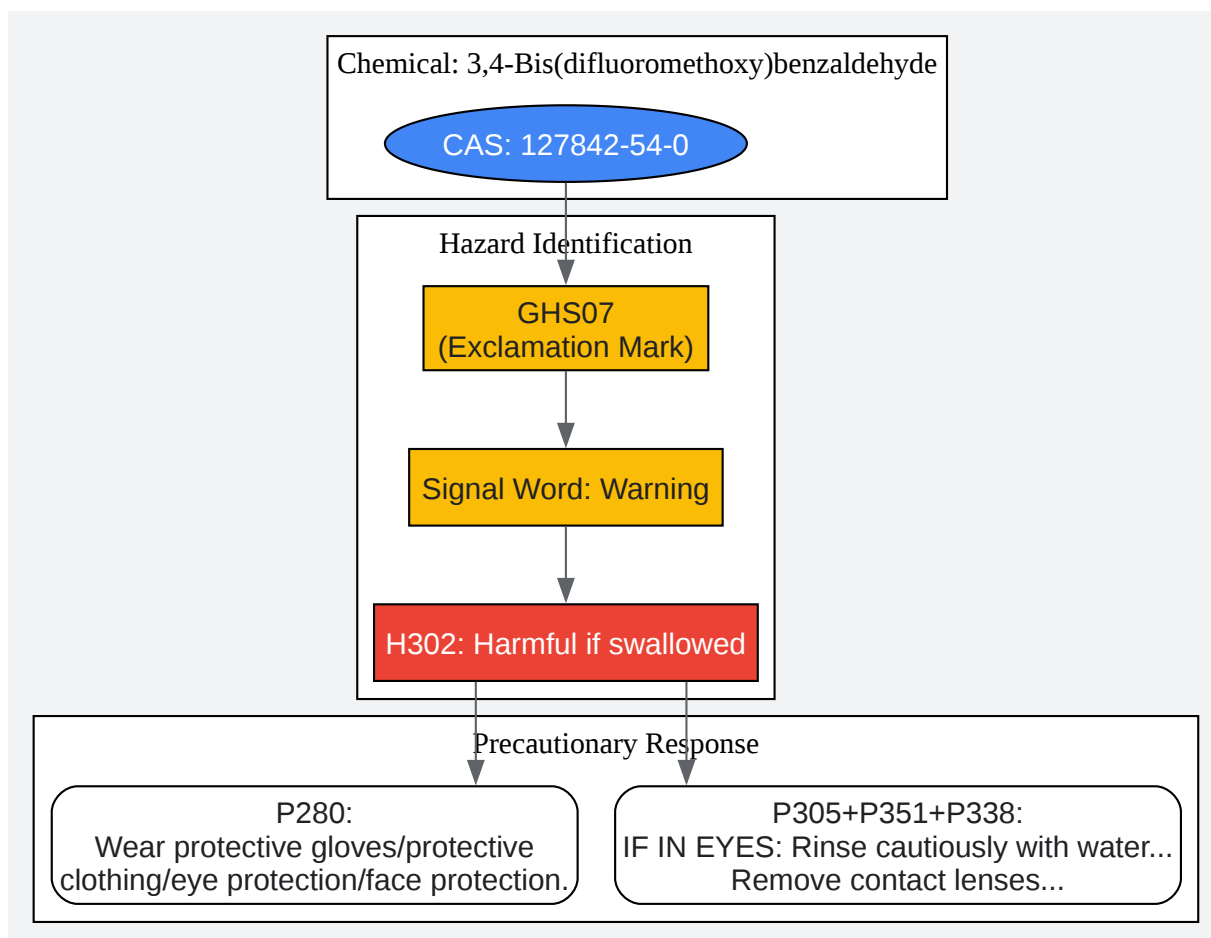 Chemical: 3,4-Bis(difluoromethoxy)benzaldehyde
CAS: 127842-54-0
Hazard Identification
GHS07
(Exclamation Mark)
Signal Word: Warning
H302: Harmful if swallowed
Precautionary Response
P280:
Wear protective gloves/protective
clothing/eye protection/face protection.
P305+P351+P338:
IF IN EYES: Rinse cautiously with water...
Remove contact lenses...